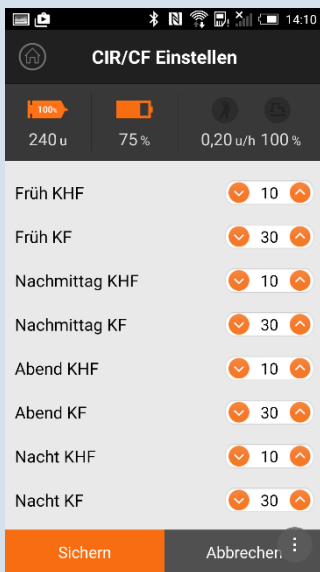 14:10
CIR/CF Einstellen
100%
240 u 75 % 0,20 u/h 100 %
Früh KHF 10
Früh KF 30
Nachmittag KHF 10
Nachmittag KF 30
Abend KHF 10
Abend KF 30
Nacht KHF 10
Nacht KF 30
Sichern Abbrechen